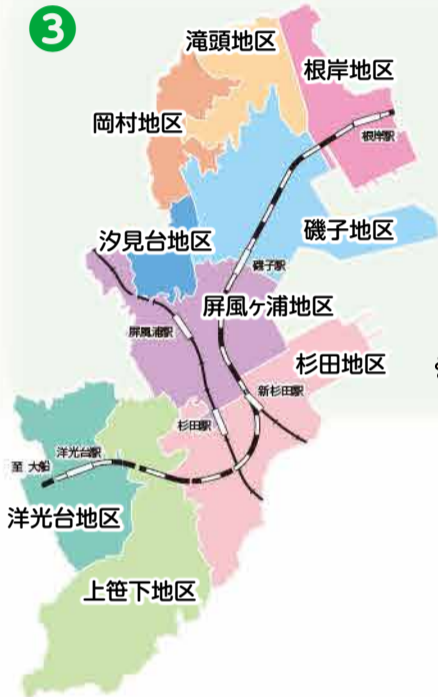 3
滝頭地区
根岸地区
岡村地区
根岸駅
磯子地区
汐見台地区
磯子駅
屏風ヶ浦地区
屏風浦駅
杉田地区
新杉田駅
杉田駅
洋光台駅
至 大船
洋光台地区
上笹下地区